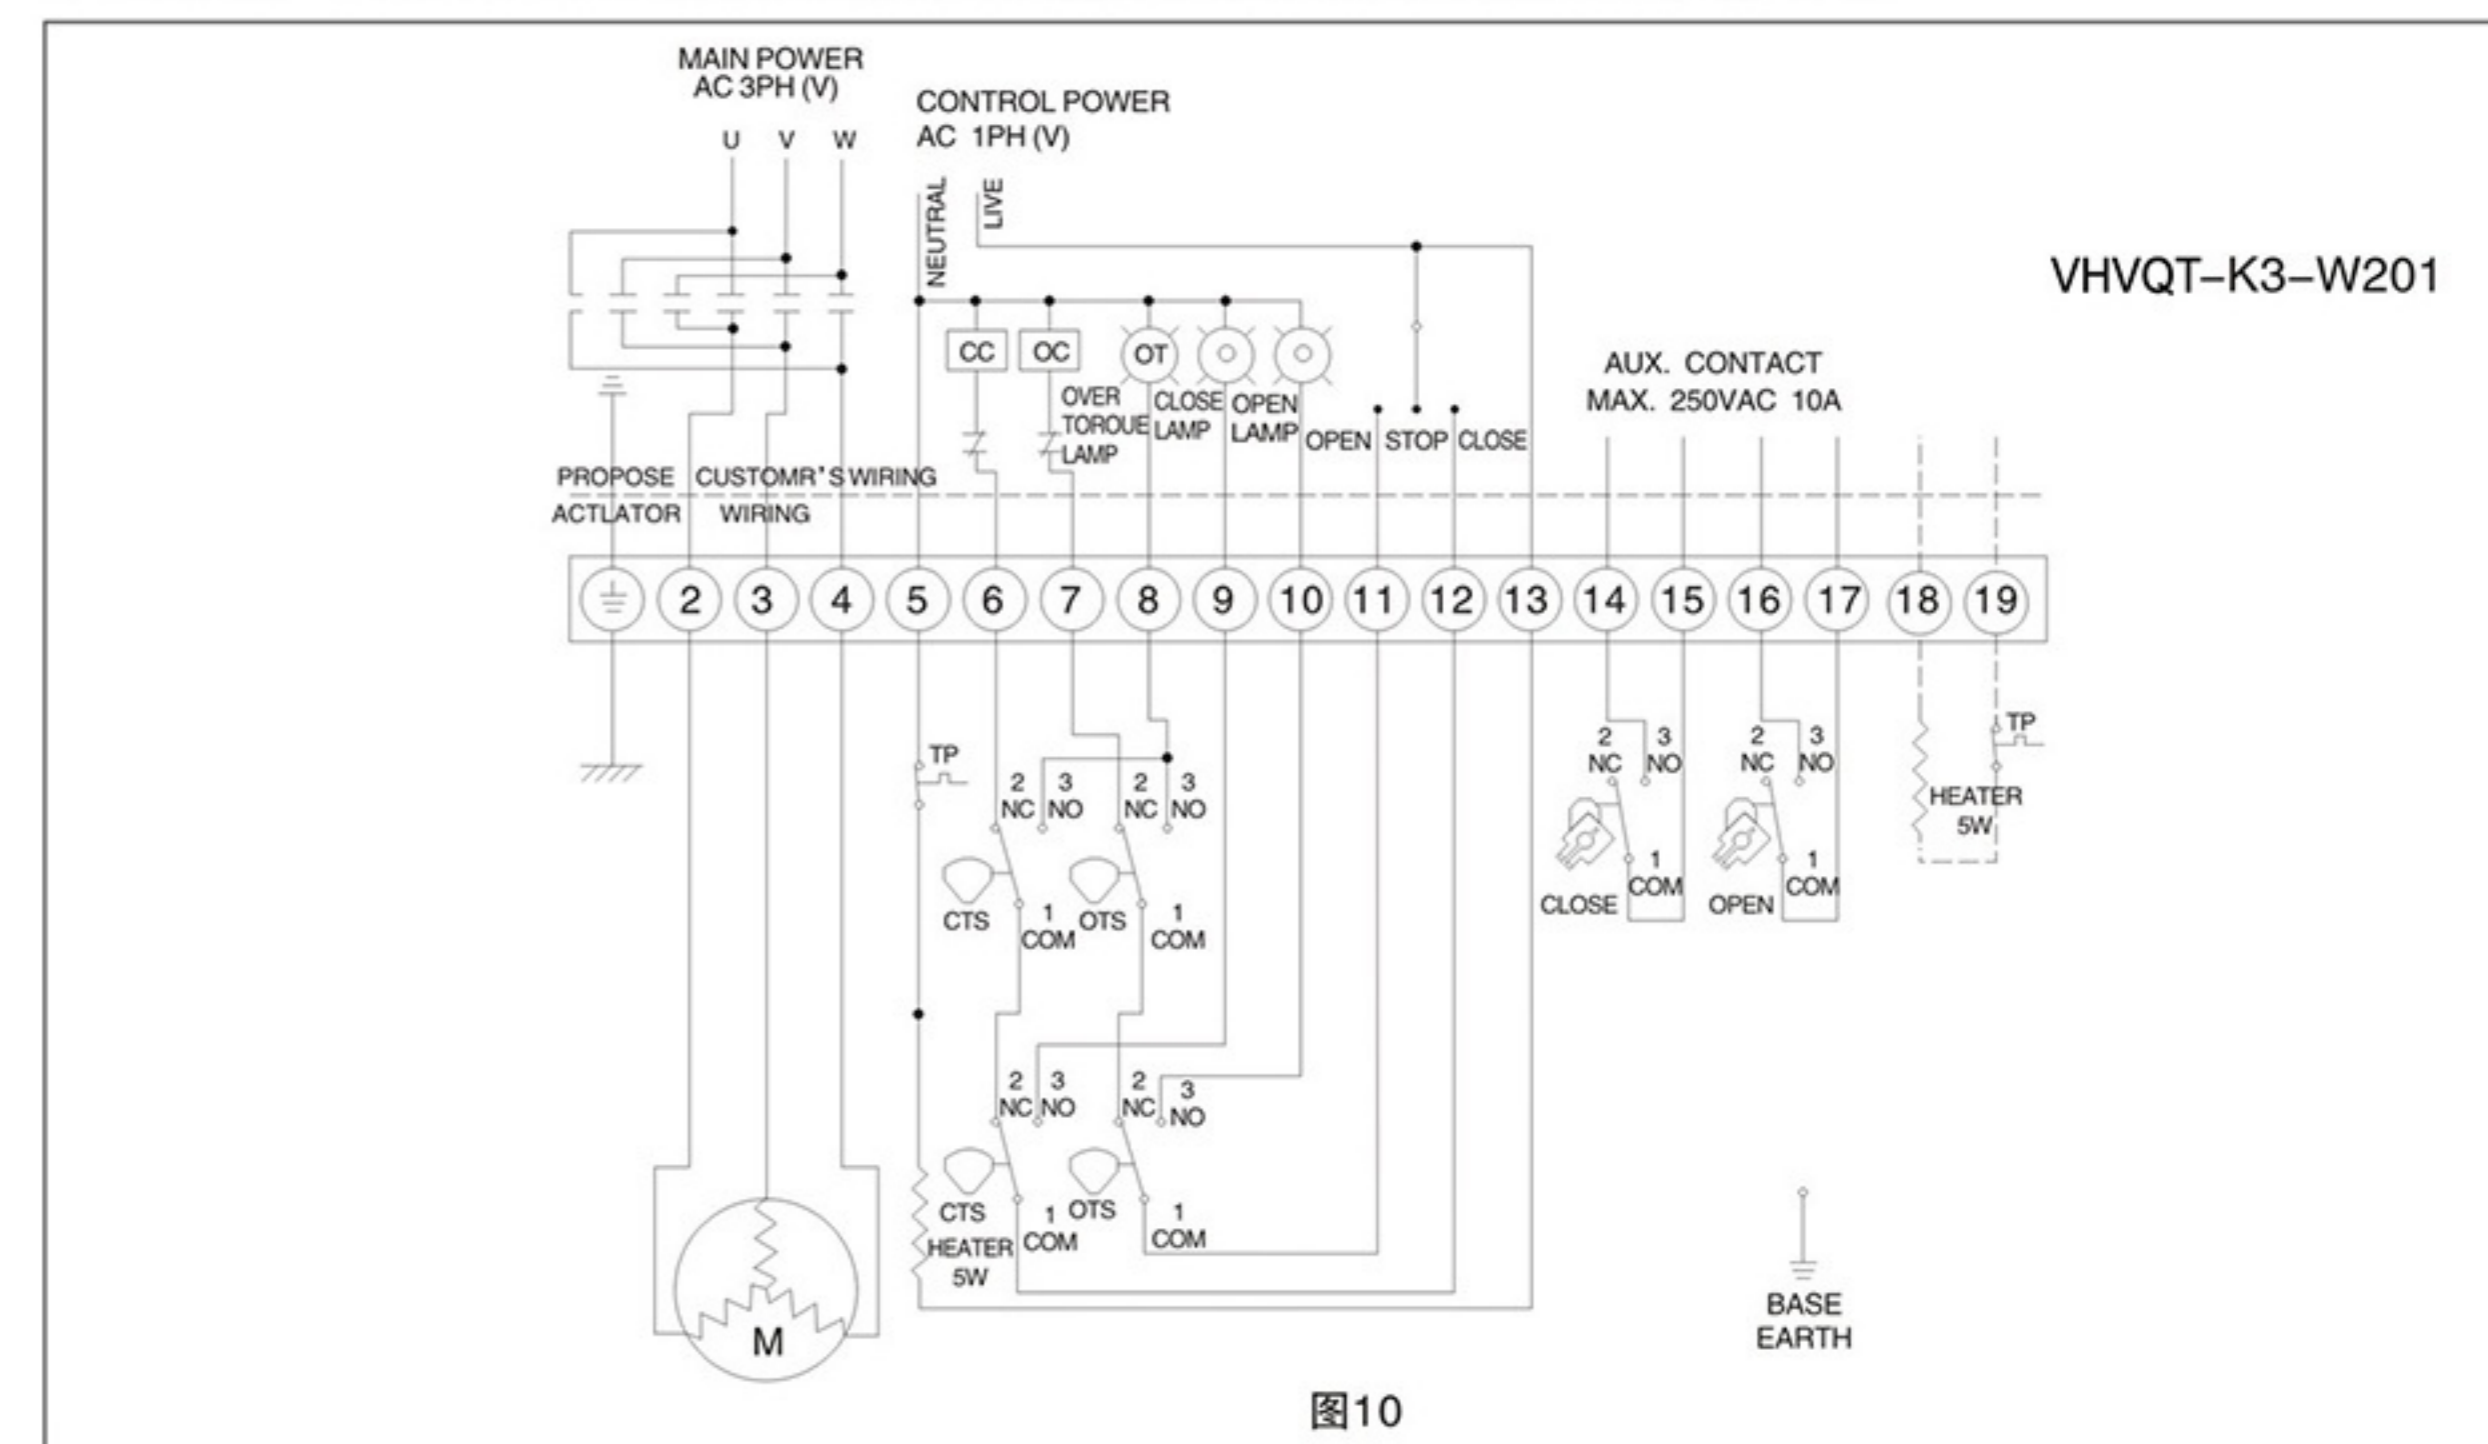 MAIN POWER
AC 3PH (V)
U V W
CONTROL POWER
AC 1PH (V)
NEUTRAL
LIVE
VHVQT–K3–W201
CC OC OT
OVER
TORQUE
LAMP
CLOSE
LAMP
OPEN
LAMP
OPEN STOP CLOSE
AUX. CONTACT
MAX. 250VAC 10A
PROPOSE CUSTOMR'S WIRING
ACTLATOR WIRING
2 3 4 5 6 7 8 9 10 11 12 13 14 15 16 17 18 19
TP
2 3
NC NO
2 3
NC NO
CTS
1
COM
OTS
1
COM
2 3
NC NO
2 3
NC NO
CTS
1
COM
OTS
1
COM
HEATER
5W
2 3
NC NO
1
COM
CLOSE
2 3
NC NO
1
COM
OPEN
TP
HEATER
5W
M
BASE
EARTH
图10